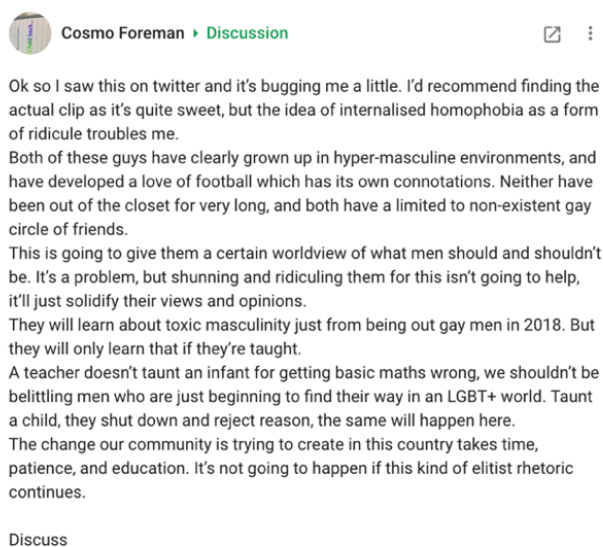 Cosmo Foreman ▸ Discussion
Ok so I saw this on twitter and it's bugging me a little. I'd recommend finding the
actual clip as it's quite sweet, but the idea of internalised homophobia as a form
of ridicule troubles me.
Both of these guys have clearly grown up in hyper-masculine environments, and
have developed a love of football which has its own connotations. Neither have
been out of the closet for very long, and both have a limited to non-existent gay
circle of friends.
This is going to give them a certain worldview of what men should and shouldn't
be. It's a problem, but shunning and ridiculing them for this isn't going to help,
it'll just solidify their views and opinions.
They will learn about toxic masculinity just from being out gay men in 2018. But
they will only learn that if they're taught.
A teacher doesn't taunt an infant for getting basic maths wrong, we shouldn't be
belittling men who are just beginning to find their way in an LGBT+ world. Taunt
a child, they shut down and reject reason, the same will happen here.
The change our community is trying to create in this country takes time,
patience, and education. It's not going to happen if this kind of elitist rhetoric
continues.
Discuss